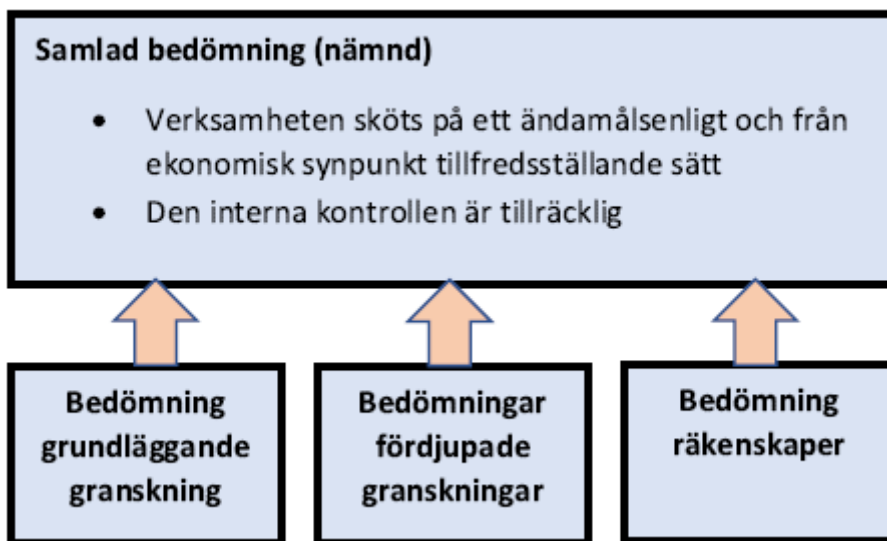 Samlad bedömning (nämnd)
• Verksamheten sköts på ett ändamålsenligt och från
ekonomisk synpunkt tillfredsställande sätt
• Den interna kontrollen är tillräcklig
Bedömning
grundläggande
granskning
Bedömningar
fördjupade
granskningar
Bedömning
räkenskaper